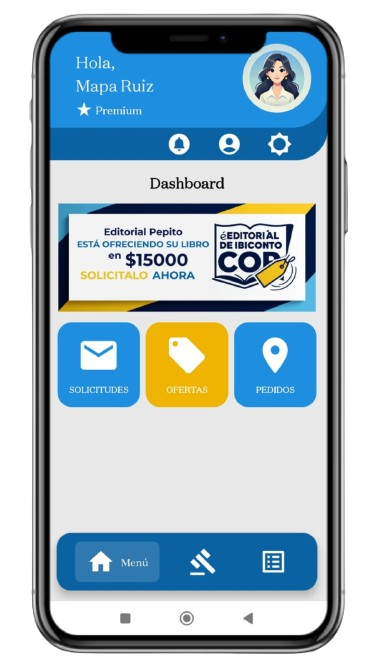 Hola,
Mapa Ruiz
Premium
Dashboard
Editorial Pepito
ESTÁ OFRECIENDO SU LIBRO
en $15000
SOLICITALO AHORA
éEDITORIÀL
DE IBICONTO
COP
SOLICITUDES
OFERTAS
PEDIDOS
Menú